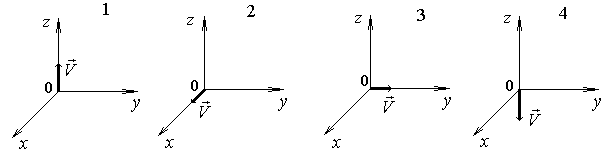 1 2 3 4
z z z z
0 V⃗ 0 V⃗ 0 V⃗ 0 V⃗
y y y y
x x x x